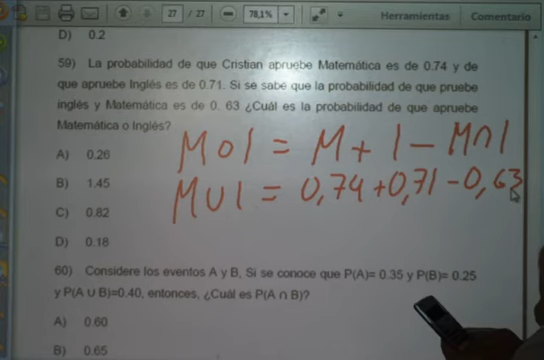 27 / 27
78,1%
Herramientas
Comentario
D) 0.2
59) La probabilidad de que Cristian apruebe Matemática es de 0.74 y de
que apruebe Inglés es de 0.71. Si se sabe que la probabilidad de que pruebe
inglés y Matemática es de 0. 63 ¿Cuál es la probabilidad de que apruebe
Matemática o Inglés?
A) 0.26
B) 1.45
C) 0.82
D) 0.18
M o I = M + I - M∩I
M U I = 0,74+0,71-0,63
60) Considere los eventos A y B, Si se conoce que P(A)= 0.35 y P(B)= 0.25
y P(A ∪ B)=0.40, entonces, ¿Cuál es P(A ∩ B)?
A) 0.60
B) 0.65